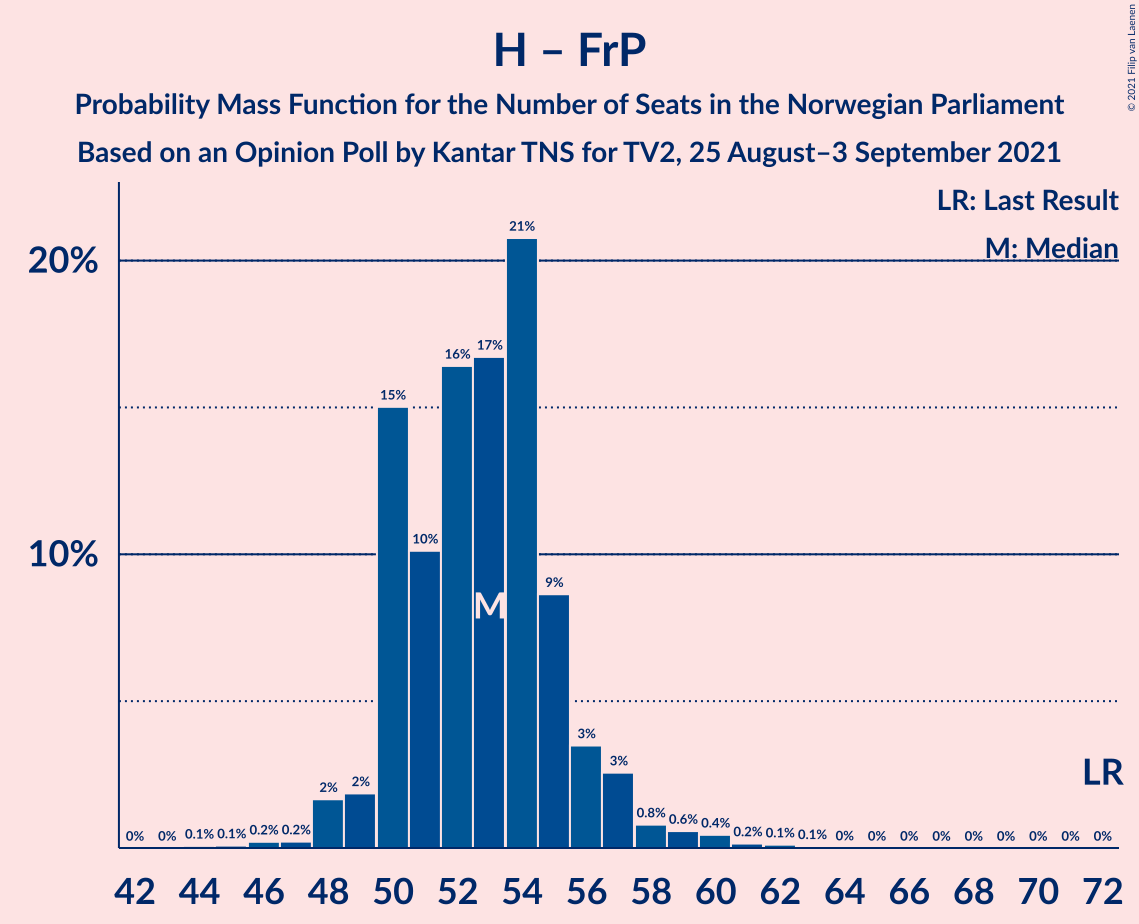 H – FrP
Probability Mass Function for the Number of Seats in the Norwegian Parliament
Based on an Opinion Poll by Kantar TNS for TV2, 25 August–3 September 2021
© 2021 Filip van Laenen
LR: Last Result
M: Median
20%
10%
0% 0% 0.1% 0.1% 0.2% 0.2% 2% 2% 15% 10% 16% 17% 21% 9% 3% 3% 0.8% 0.6% 0.4% 0.2% 0.1% 0.1% 0% 0% 0% 0% 0% 0% 0% 0% 0%
M
LR
42 44 46 48 50 52 54 56 58 60 62 64 66 68 70 72